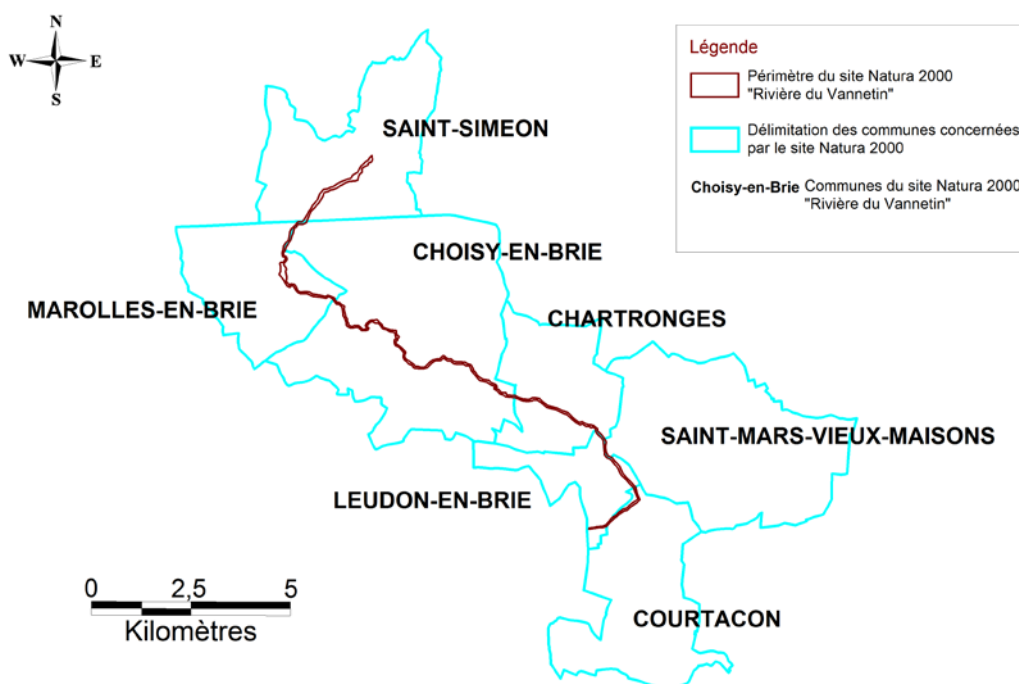 N
W E
S
SAINT-SIMEON
CHOISY-EN-BRIE
MAROLLES-EN-BRIE
CHARTRONGES
SAINT-MARS-VIEUX-MAISONS
LEUDON-EN-BRIE
COURTACON
0 2,5 5
Kilomètres
Légende
Périmètre du site Natura 2000
"Rivière du Vannetin"
Délimitation des communes concernées
par le site Natura 2000
Choisy-en-Brie Communes du site Natura 2000
"Rivière du Vannetin"